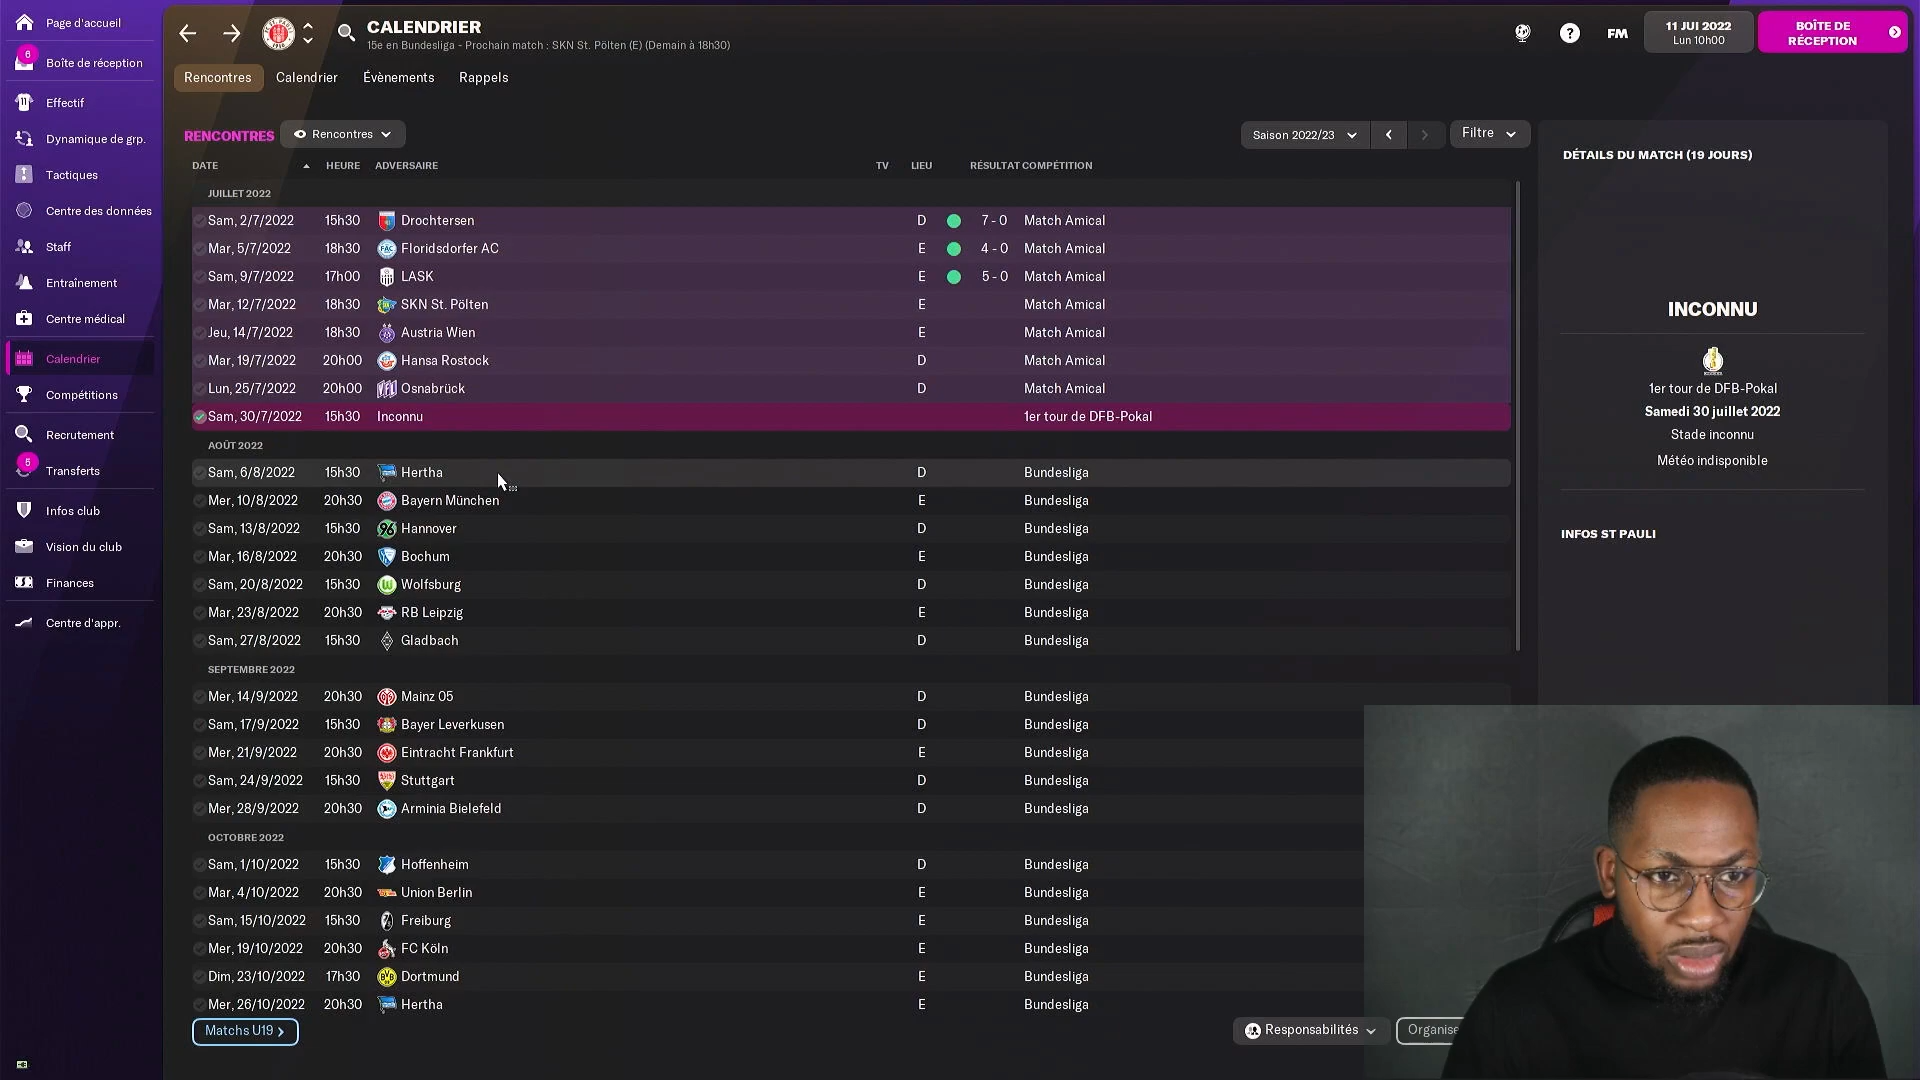 Page d'accueil
6
Boîte de réception
Effectif
Dynamique de grp.
Tactiques
Centre des données
Staff
Entraînement
Centre médical
Calendrier
Compétitions
Recrutement
5
Transferts
Infos club
Vision du club
Finances
Centre d'appr.
CALENDRIER
15e en Bundesliga - Prochain match : SKN St. Pölten (E) (Demain à 18h30)
?
FM
11 JUI 2022
Lun 10h00
BOÎTE DE
RÉCEPTION
Rencontres Calendrier Évènements Rappels
RENCONTRES Rencontres Saison 2022/23 Filtre
DATE HEURE ADVERSAIRE TV LIEU RÉSULTAT COMPÉTITION
JUILLET 2022
Sam, 2/7/2022 15h30 Drochtersen D 7 - 0 Match Amical
Mar, 5/7/2022 18h30 Floridsdorfer AC E 4 - 0 Match Amical
Sam, 9/7/2022 17h00 LASK E 5 - 0 Match Amical
Mar, 12/7/2022 18h30 SKN St. Pölten E Match Amical
Jeu, 14/7/2022 18h30 Austria Wien E Match Amical
Mar, 19/7/2022 20h00 Hansa Rostock D Match Amical
Lun, 25/7/2022 20h00 Osnabrück D Match Amical
Sam, 30/7/2022 15h30 Inconnu 1er tour de DFB-Pokal
AOÛT 2022
Sam, 6/8/2022 15h30 Hertha D Bundesliga
Mer, 10/8/2022 20h30 Bayern München E Bundesliga
Sam, 13/8/2022 15h30 Hannover D Bundesliga
Mar, 16/8/2022 20h30 Bochum E Bundesliga
Sam, 20/8/2022 15h30 Wolfsburg D Bundesliga
Mar, 23/8/2022 20h30 RB Leipzig E Bundesliga
Sam, 27/8/2022 15h30 Gladbach D Bundesliga
SEPTEMBRE 2022
Mer, 14/9/2022 20h30 Mainz 05 D Bundesliga
Sam, 17/9/2022 15h30 Bayer Leverkusen D Bundesliga
Mer, 21/9/2022 20h30 Eintracht Frankfurt E Bundesliga
Sam, 24/9/2022 15h30 Stuttgart D Bundesliga
Mer, 28/9/2022 20h30 Arminia Bielefeld D Bundesliga
OCTOBRE 2022
Sam, 1/10/2022 15h30 Hoffenheim D Bundesliga
Mar, 4/10/2022 20h30 Union Berlin E Bundesliga
Sam, 15/10/2022 15h30 Freiburg E Bundesliga
Mer, 19/10/2022 20h30 FC Köln E Bundesliga
Dim, 23/10/2022 17h30 Dortmund E Bundesliga
Mer, 26/10/2022 20h30 Hertha E Bundesliga
Matchs U19 Responsabilités Organise
DÉTAILS DU MATCH (19 JOURS)
INCONNU
1er tour de DFB-Pokal
Samedi 30 juillet 2022
Stade inconnu
Météo indisponible
INFOS ST PAULI